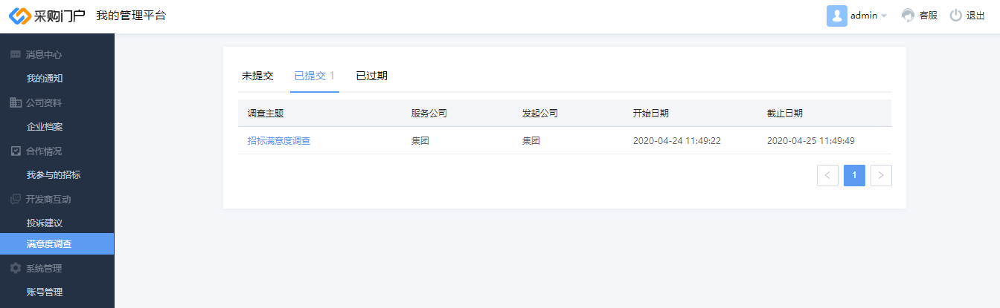 采购门户 我的管理平台 admin 客服 退出
消息中心
我的通知
公司资料
企业档案
合作情况
我参与的招标
开发商互动
投诉建议
满意度调查
系统管理
账号管理
未提交 已提交 1 已过期
调查主题 服务公司 发起公司 开始日期 截止日期
招标满意度调查 集团 集团 2020-04-24 11:49:22 2020-04-25 11:49:49
< 1 >